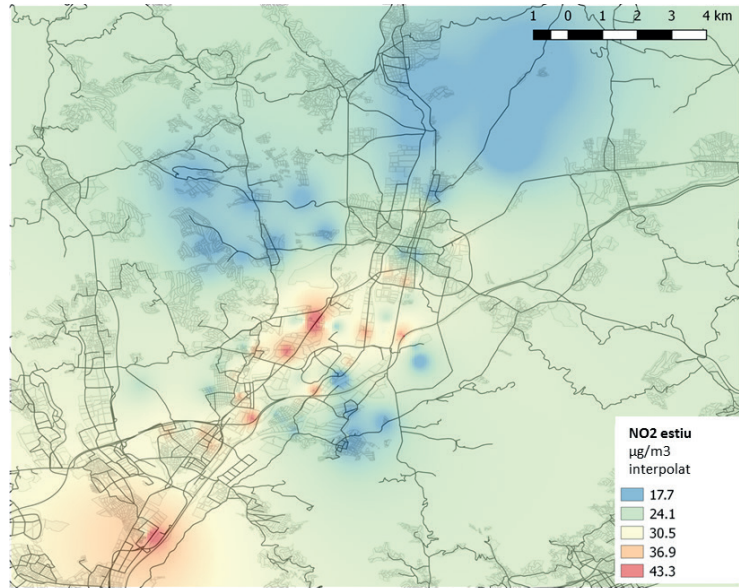 1 0 1 2 3 4 km
NO2 estiu
µg/m3
interpolat
17.7
24.1
30.5
36.9
43.3